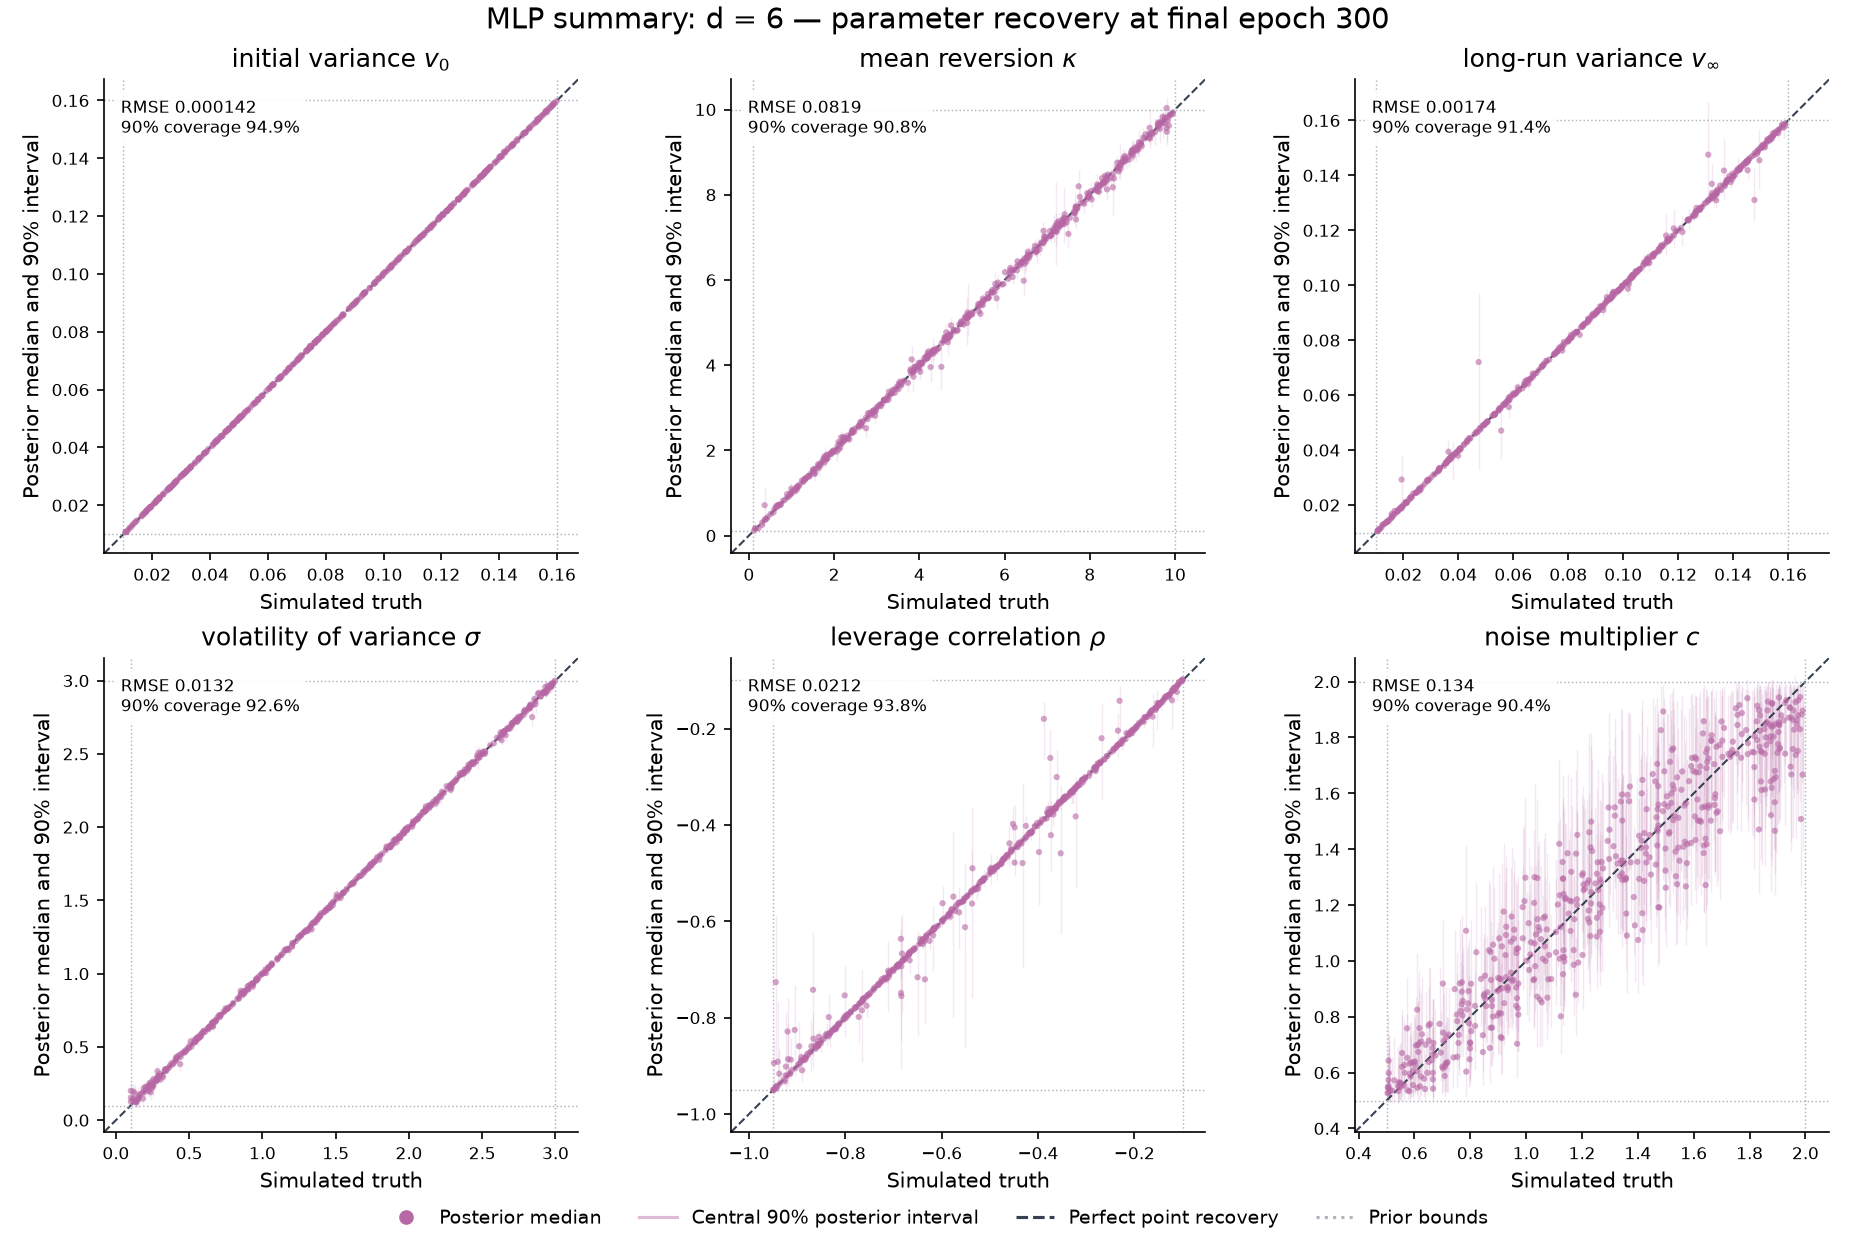 MLP summary: d = 6 — parameter recovery at final epoch 300
initial variance v₀
RMSE 0.000142
90% coverage 94.9%
Posterior median and 90% interval
0.16
0.14
0.12
0.10
0.08
0.06
0.04
0.02
0.02 0.04 0.06 0.08 0.10 0.12 0.14 0.16
Simulated truth
mean reversion κ
RMSE 0.0819
90% coverage 90.8%
Posterior median and 90% interval
10
8
6
4
2
0
0 2 4 6 8 10
Simulated truth
long-run variance v∞
RMSE 0.00174
90% coverage 91.4%
Posterior median and 90% interval
0.16
0.14
0.12
0.10
0.08
0.06
0.04
0.02
0.02 0.04 0.06 0.08 0.10 0.12 0.14 0.16
Simulated truth
volatility of variance σ
RMSE 0.0132
90% coverage 92.6%
Posterior median and 90% interval
3.0
2.5
2.0
1.5
1.0
0.5
0.0
0.0 0.5 1.0 1.5 2.0 2.5 3.0
Simulated truth
leverage correlation ρ
RMSE 0.0212
90% coverage 93.8%
Posterior median and 90% interval
−0.2
−0.4
−0.6
−0.8
−1.0
−1.0 −0.8 −0.6 −0.4 −0.2
Simulated truth
noise multiplier c
RMSE 0.134
90% coverage 90.4%
Posterior median and 90% interval
2.0
1.8
1.6
1.4
1.2
1.0
0.8
0.6
0.4
0.4 0.6 0.8 1.0 1.2 1.4 1.6 1.8 2.0
Simulated truth
Posterior median Central 90% posterior interval Perfect point recovery Prior bounds